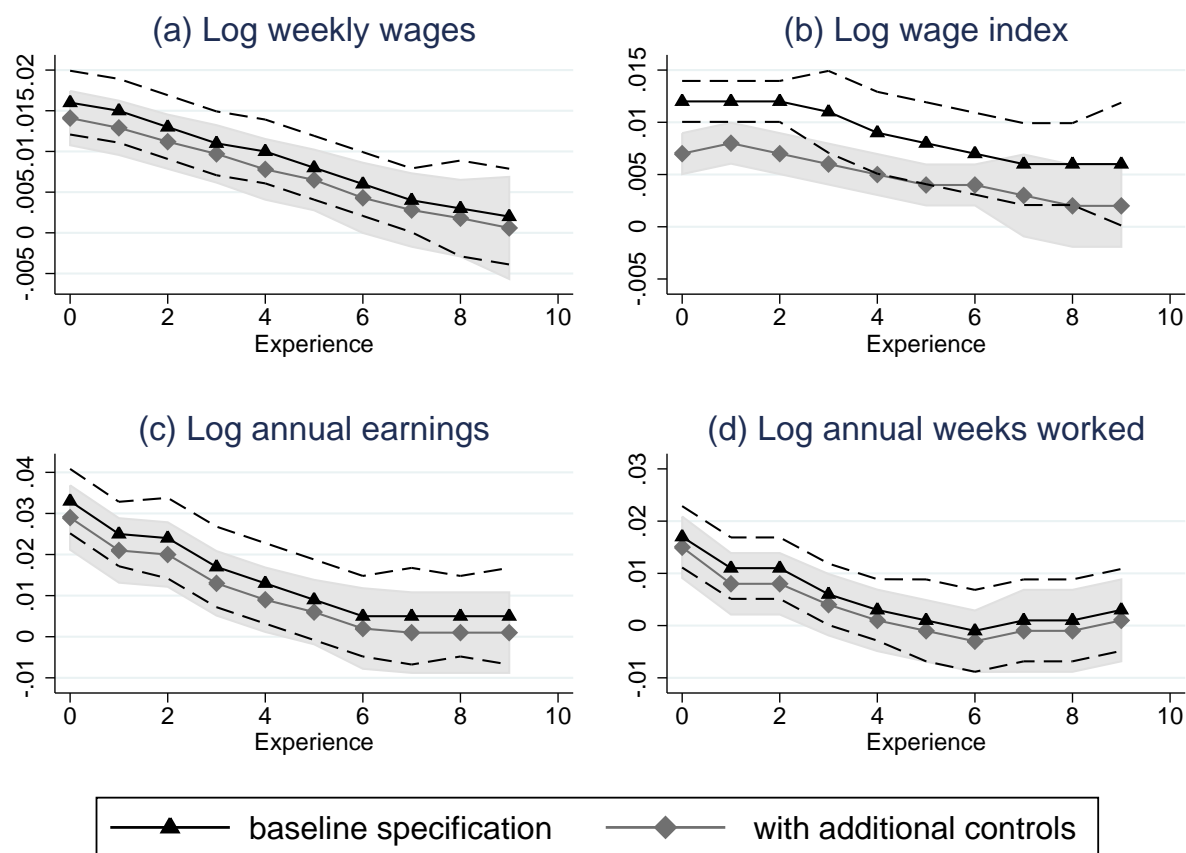 (a) Log weekly wages
-.005 0 .005 .01 .015 .02
0 2 4 6 8 10
Experience
(b) Log wage index
-.005 0 .005 .01 .015
0 2 4 6 8 10
Experience
(c) Log annual earnings
-.01 0 .01 .02 .03 .04
0 2 4 6 8 10
Experience
(d) Log annual weeks worked
-.01 0 .01 .02 .03
0 2 4 6 8 10
Experience
baseline specification with additional controls